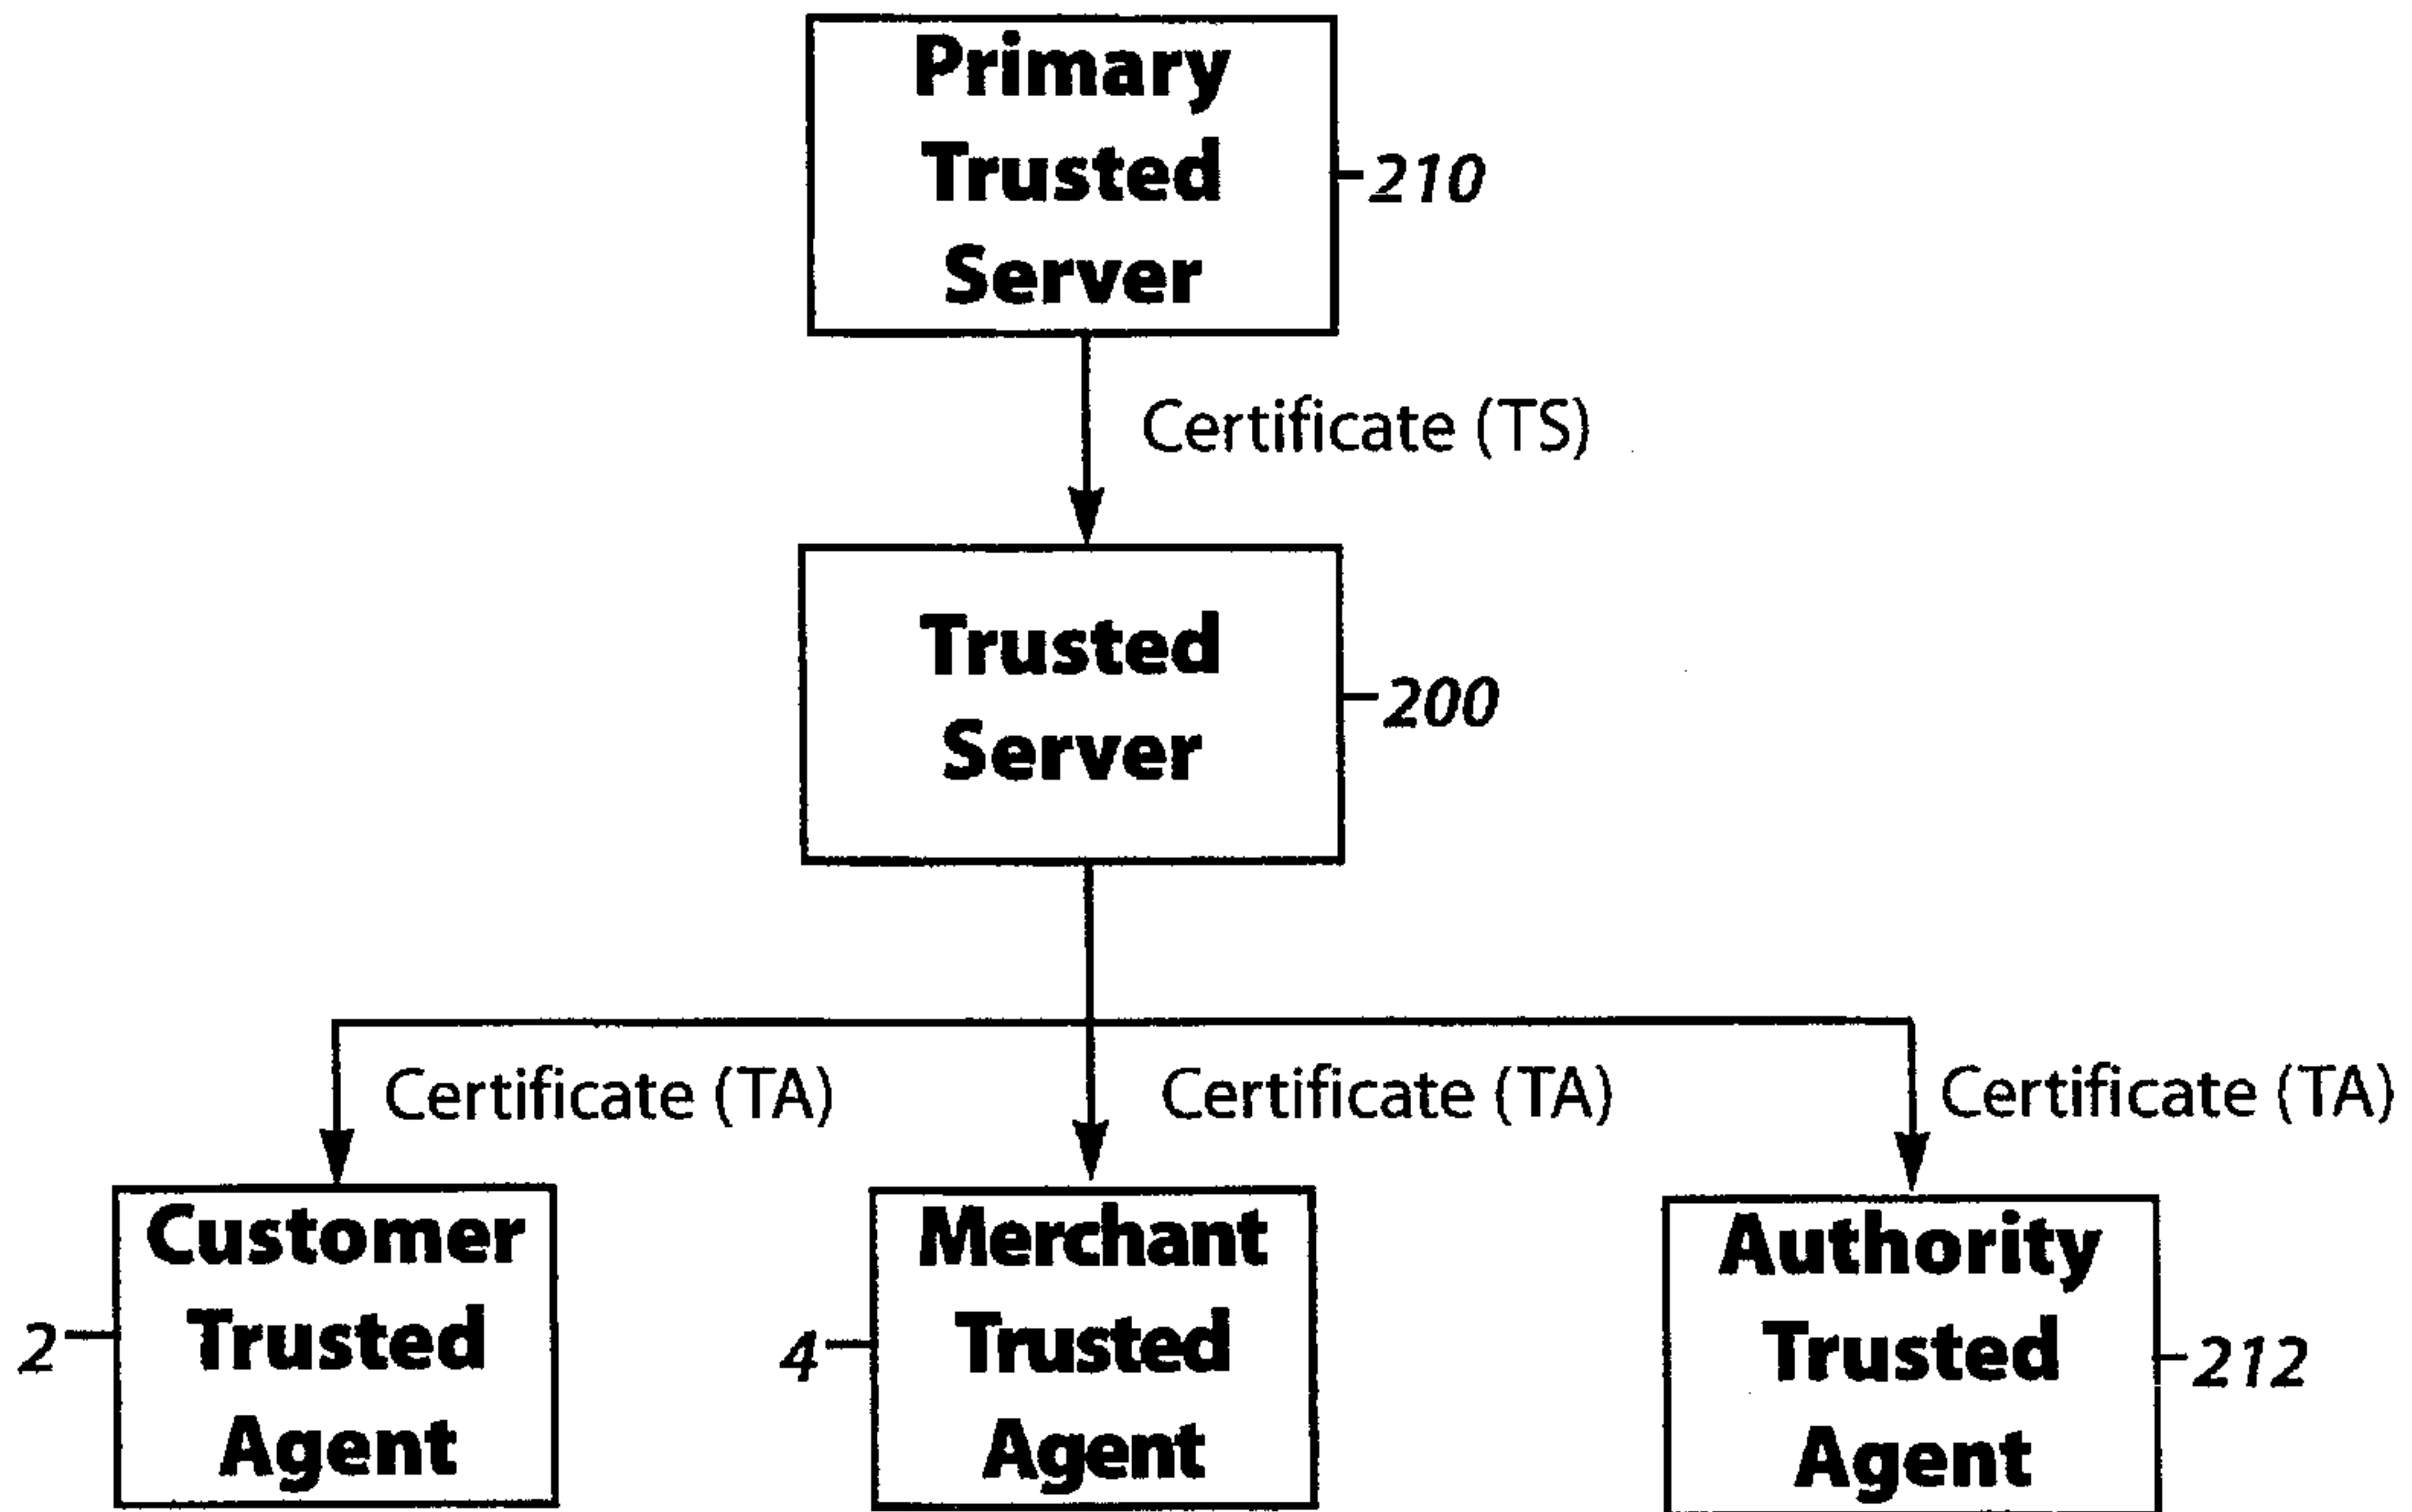 Primary
Trusted
Server
210
Certificate (TS)
Trusted
Server
200
Certificate (TA)
Certificate (TA)
Certificate (TA)
Customer
Trusted
Agent
2
Merchant
Trusted
Agent
4
Authority
Trusted
Agent
212